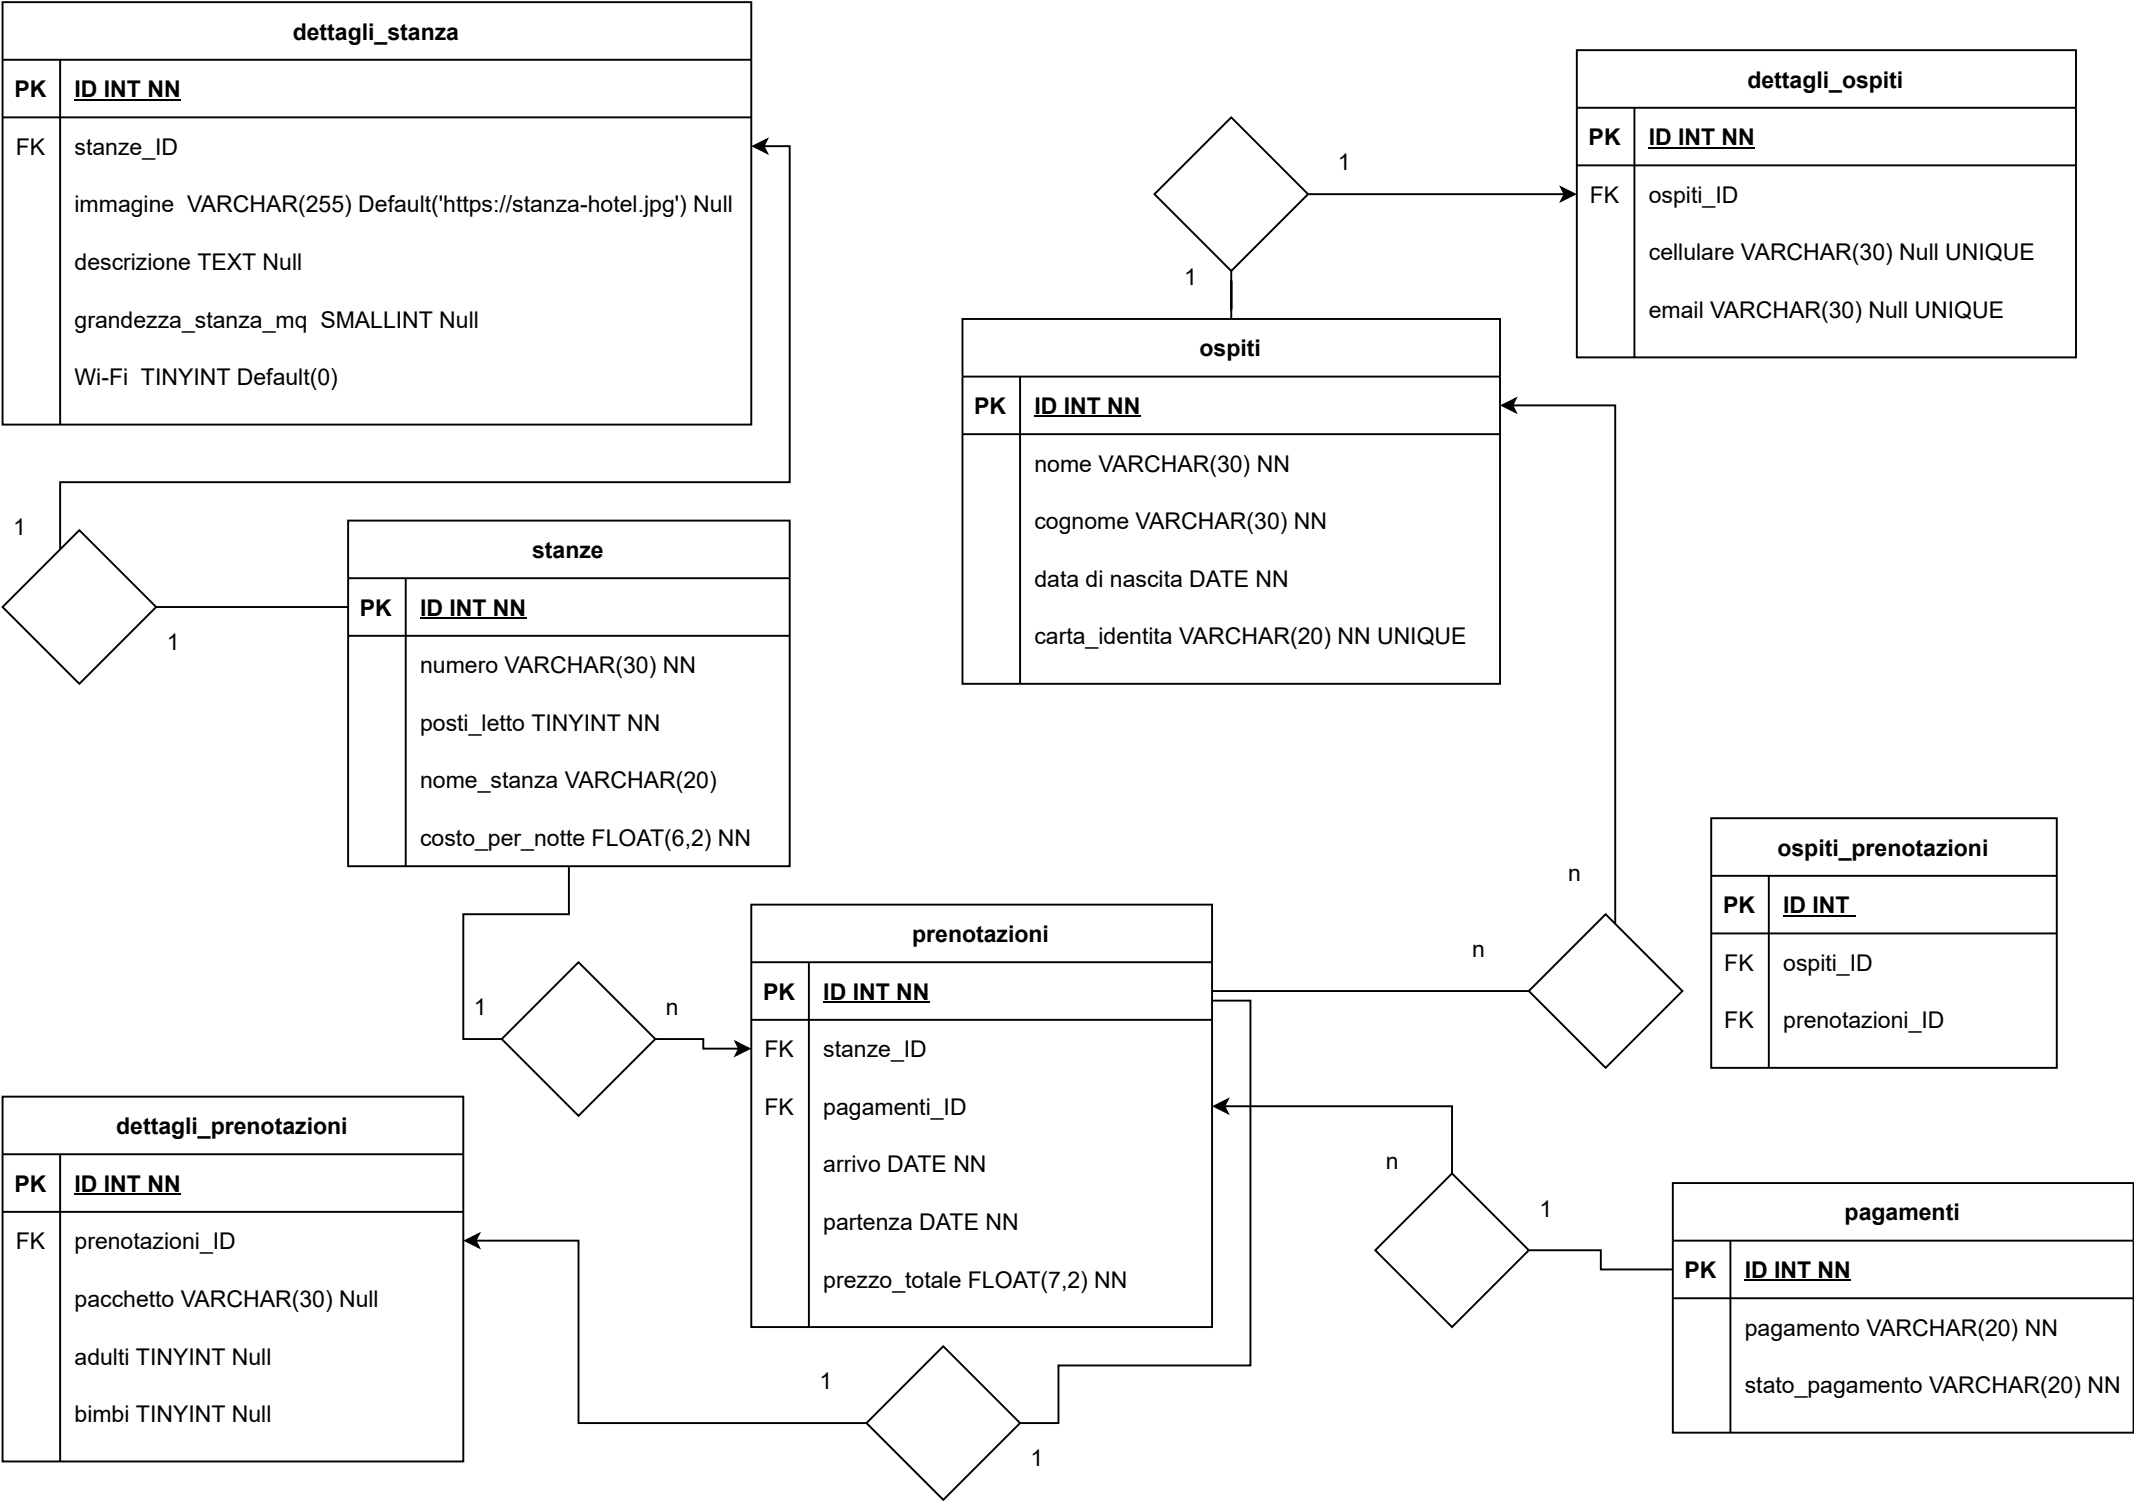 dettagli_stanza
PK ID INT NN
FK stanze_ID
immagine  VARCHAR(255) Default('https://stanza-hotel.jpg') Null
descrizione TEXT Null
grandezza_stanza_mq  SMALLINT Null
Wi-Fi  TINYINT Default(0)
1
1
dettagli_ospiti
PK ID INT NN
FK ospiti_ID
cellulare VARCHAR(30) Null UNIQUE
email VARCHAR(30) Null UNIQUE
1
1
ospiti
PK ID INT NN
nome VARCHAR(30) NN
cognome VARCHAR(30) NN
data di nascita DATE NN
carta_identita VARCHAR(20) NN UNIQUE
stanze
PK ID INT NN
numero VARCHAR(30) NN
posti_letto TINYINT NN
nome_stanza VARCHAR(20)
costo_per_notte FLOAT(6,2) NN
1
n
n
n
ospiti_prenotazioni
PK ID INT
FK ospiti_ID
FK prenotazioni_ID
prenotazioni
PK ID INT NN
FK stanze_ID
FK pagamenti_ID
arrivo DATE NN
partenza DATE NN
prezzo_totale FLOAT(7,2) NN
dettagli_prenotazioni
PK ID INT NN
FK prenotazioni_ID
pacchetto VARCHAR(30) Null
adulti TINYINT Null
bimbi TINYINT Null
1
1
n
1
pagamenti
PK ID INT NN
pagamento VARCHAR(20) NN
stato_pagamento VARCHAR(20) NN